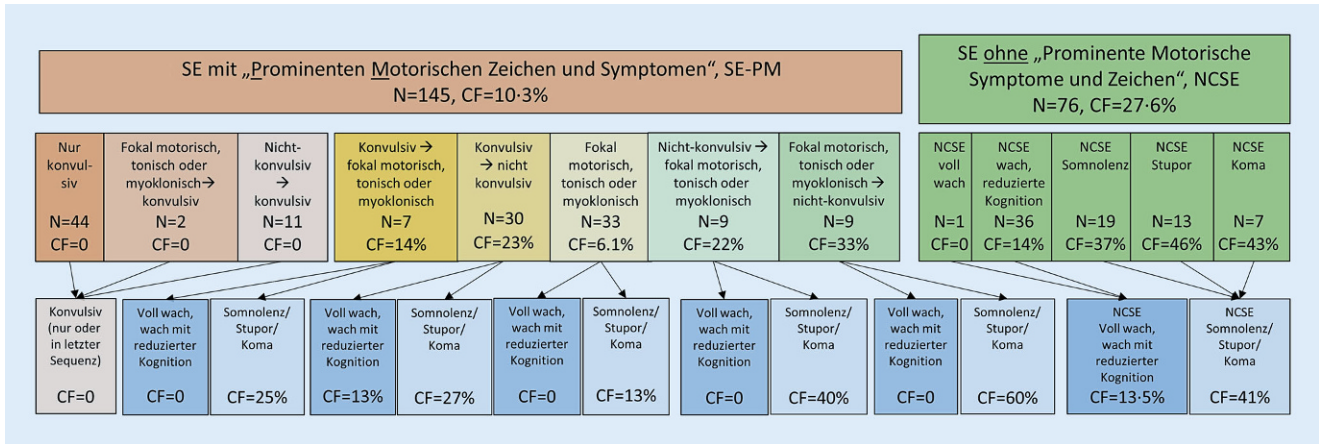 SE mit „Prominenten Motorischen Zeichen und Symptomen“, SE-PM
N=145, CF=10·3%
SE ohne „Prominente Motorische
Symptome und Zeichen“, NCSE
N=76, CF=27·6%
Nur
konvul-
siv
N=44
CF=0
Fokal motorisch,
tonisch oder
myoklonisch→
konvulsiv
N=2
CF=0
Nicht-
konvulsiv
→
konvulsiv
N=11
CF=0
Konvulsiv →
fokal motorisch,
tonisch oder
myoklonisch
N=7
CF=14%
Konvulsiv
→ nicht
konvulsiv
N=30
CF=23%
Fokal
motorisch,
tonisch oder
myoklonisch
N=33
CF=6.1%
Nicht-konvulsiv →
fokal motorisch,
tonisch oder
myoklonisch
N=9
CF=22%
Fokal motorisch,
tonisch oder
myoklonisch →
nicht-konvulsiv
N=9
CF=33%
NCSE
voll
wach
N=1
CF=0
NCSE
wach,
reduzierte
Kognition
N=36
CF=14%
NCSE
Somnolenz
N=19
CF=37%
NCSE
Stupor
N=13
CF=46%
NCSE
Koma
N=7
CF=43%
Konvulsiv
(nur oder
in letzter
Sequenz)
CF=0
Voll wach,
wach mit
reduzierter
Kognition
CF=0
Somnolenz/
Stupor/
Koma
CF=25%
Voll wach,
wach mit
reduzierter
Kognition
CF=13%
Somnolenz/
Stupor/
Koma
CF=27%
Voll wach,
wach mit
reduzierter
Kognition
CF=0
Somnolenz/
Stupor/
Koma
CF=13%
Voll wach,
wach mit
reduzierter
Kognition
CF=0
Somnolenz/
Stupor/
Koma
CF=40%
Voll wach,
wach mit
reduzierter
Kognition
CF=0
Somnolenz/
Stupor/
Koma
CF=60%
NCSE
Voll wach,
wach mit
reduzierter
Kognition
CF=13·5%
NCSE
Somnolenz/
Stupor/
Koma
CF=41%